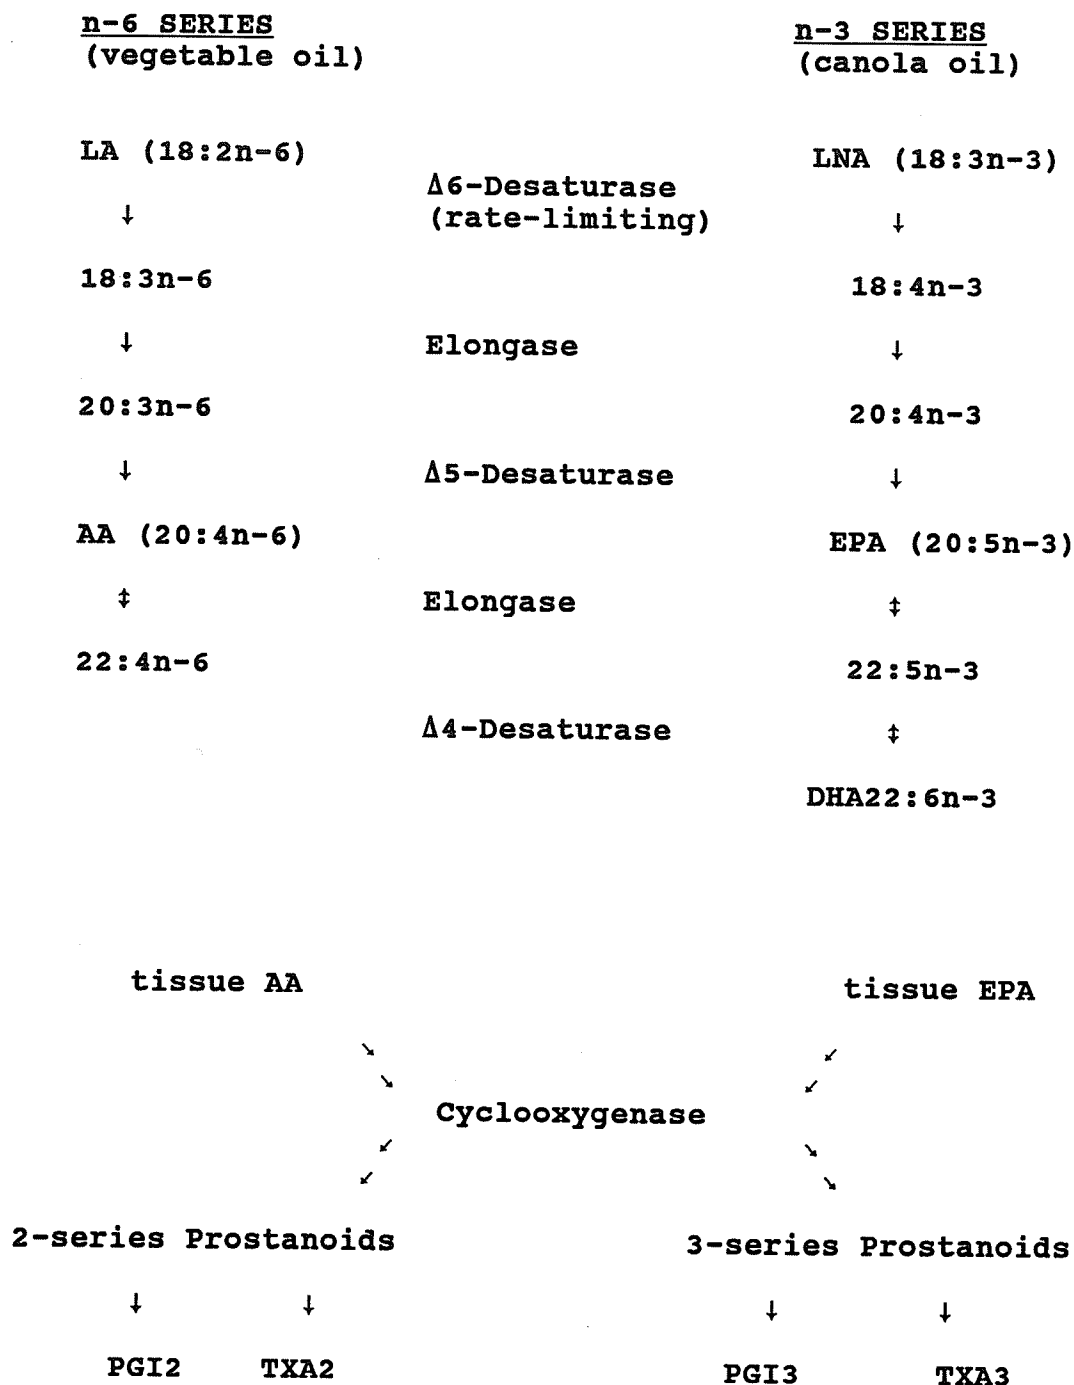 n-6 SERIES
(vegetable oil)
n-3 SERIES
(canola oil)
LA (18:2n-6)
LNA (18:3n-3)
Δ6-Desaturase
(rate-limiting)
↓ ↓
18:3n-6
18:4n-3
↓ Elongase ↓
20:3n-6
20:4n-3
↓ Δ5-Desaturase ↓
AA (20:4n-6)
EPA (20:5n-3)
↕ Elongase ↕
22:4n-6
22:5n-3
Δ4-Desaturase ↕
DHA22:6n-3
tissue AA
tissue EPA
↘ ↙
↘ ↙
Cyclooxygenase
↙ ↘
↙ ↘
2-series Prostanoids
3-series Prostanoids
↓ ↓ ↓ ↓
PGI2 TXA2
PGI3 TXA3